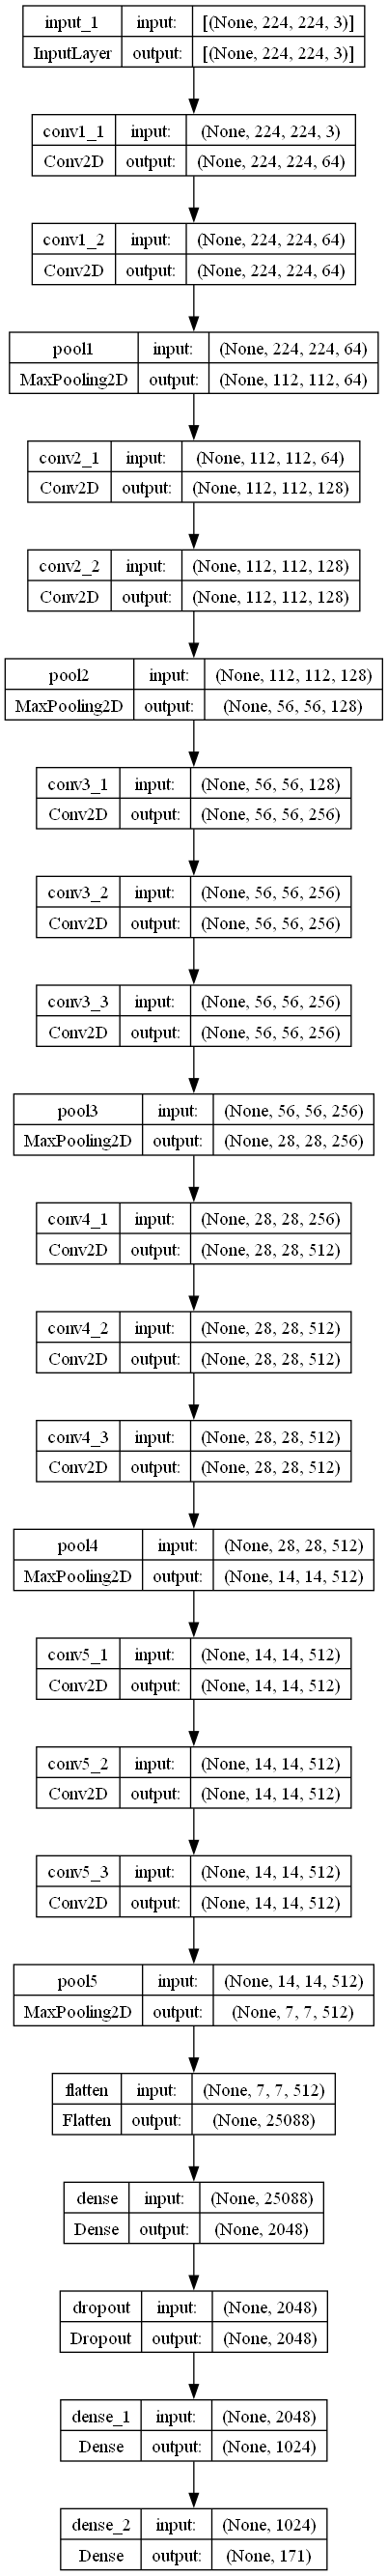 input_1 input: [(None, 224, 224, 3)]
InputLayer output: [(None, 224, 224, 3)]
conv1_1 input: (None, 224, 224, 3)
Conv2D output: (None, 224, 224, 64)
conv1_2 input: (None, 224, 224, 64)
Conv2D output: (None, 224, 224, 64)
pool1 input: (None, 224, 224, 64)
MaxPooling2D output: (None, 112, 112, 64)
conv2_1 input: (None, 112, 112, 64)
Conv2D output: (None, 112, 112, 128)
conv2_2 input: (None, 112, 112, 128)
Conv2D output: (None, 112, 112, 128)
pool2 input: (None, 112, 112, 128)
MaxPooling2D output: (None, 56, 56, 128)
conv3_1 input: (None, 56, 56, 128)
Conv2D output: (None, 56, 56, 256)
conv3_2 input: (None, 56, 56, 256)
Conv2D output: (None, 56, 56, 256)
conv3_3 input: (None, 56, 56, 256)
Conv2D output: (None, 56, 56, 256)
pool3 input: (None, 56, 56, 256)
MaxPooling2D output: (None, 28, 28, 256)
conv4_1 input: (None, 28, 28, 256)
Conv2D output: (None, 28, 28, 512)
conv4_2 input: (None, 28, 28, 512)
Conv2D output: (None, 28, 28, 512)
conv4_3 input: (None, 28, 28, 512)
Conv2D output: (None, 28, 28, 512)
pool4 input: (None, 28, 28, 512)
MaxPooling2D output: (None, 14, 14, 512)
conv5_1 input: (None, 14, 14, 512)
Conv2D output: (None, 14, 14, 512)
conv5_2 input: (None, 14, 14, 512)
Conv2D output: (None, 14, 14, 512)
conv5_3 input: (None, 14, 14, 512)
Conv2D output: (None, 14, 14, 512)
pool5 input: (None, 14, 14, 512)
MaxPooling2D output: (None, 7, 7, 512)
flatten input: (None, 7, 7, 512)
Flatten output: (None, 25088)
dense input: (None, 25088)
Dense output: (None, 2048)
dropout input: (None, 2048)
Dropout output: (None, 2048)
dense_1 input: (None, 2048)
Dense output: (None, 1024)
dense_2 input: (None, 1024)
Dense output: (None, 171)